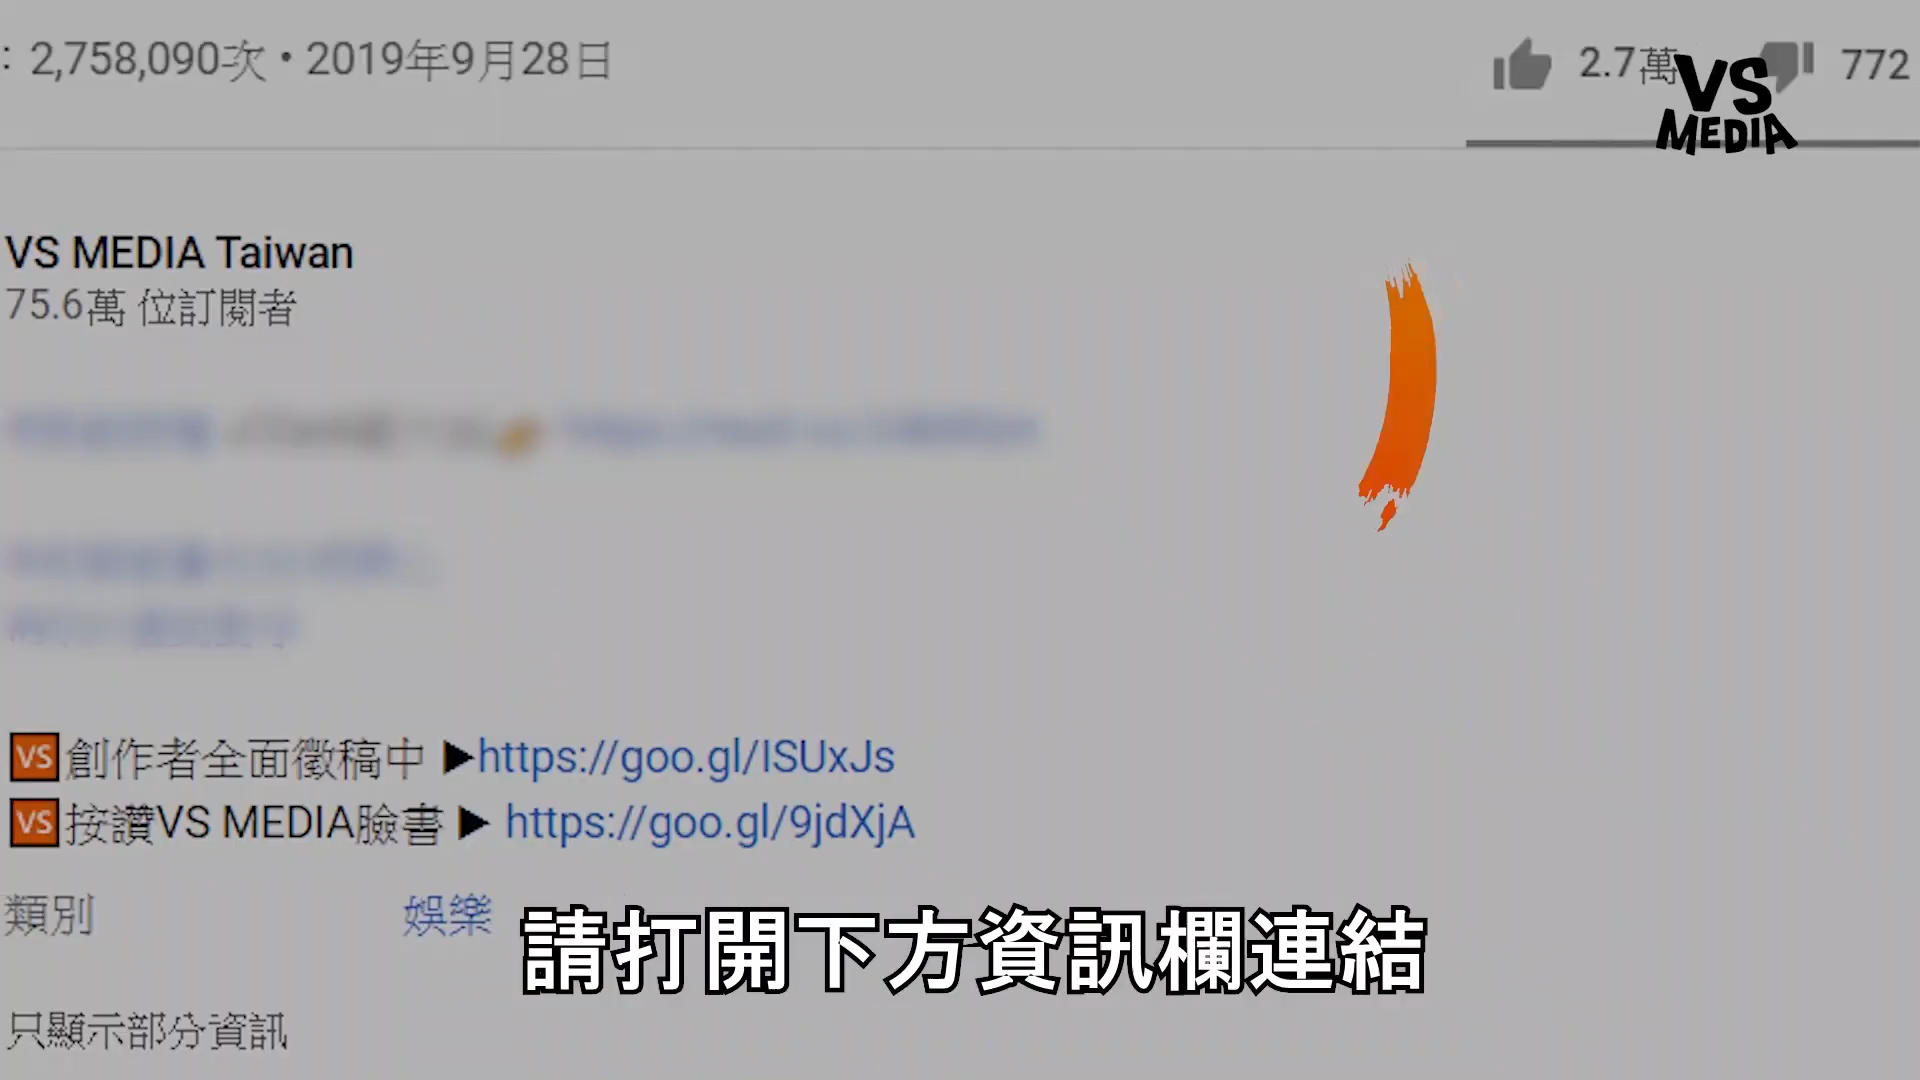 : 2,758,090次 • 2019年9月28日
2.7萬
772
VS
MEDIA
VS MEDIA Taiwan
75.6萬 位訂閱者
VS創作者全面徵稿中 ▶https://goo.gl/ISUxJs
VS按讚VS MEDIA臉書 ▶ https://goo.gl/9jdXjA
類別 娛樂
請打開下方資訊欄連結
只顯示部分資訊